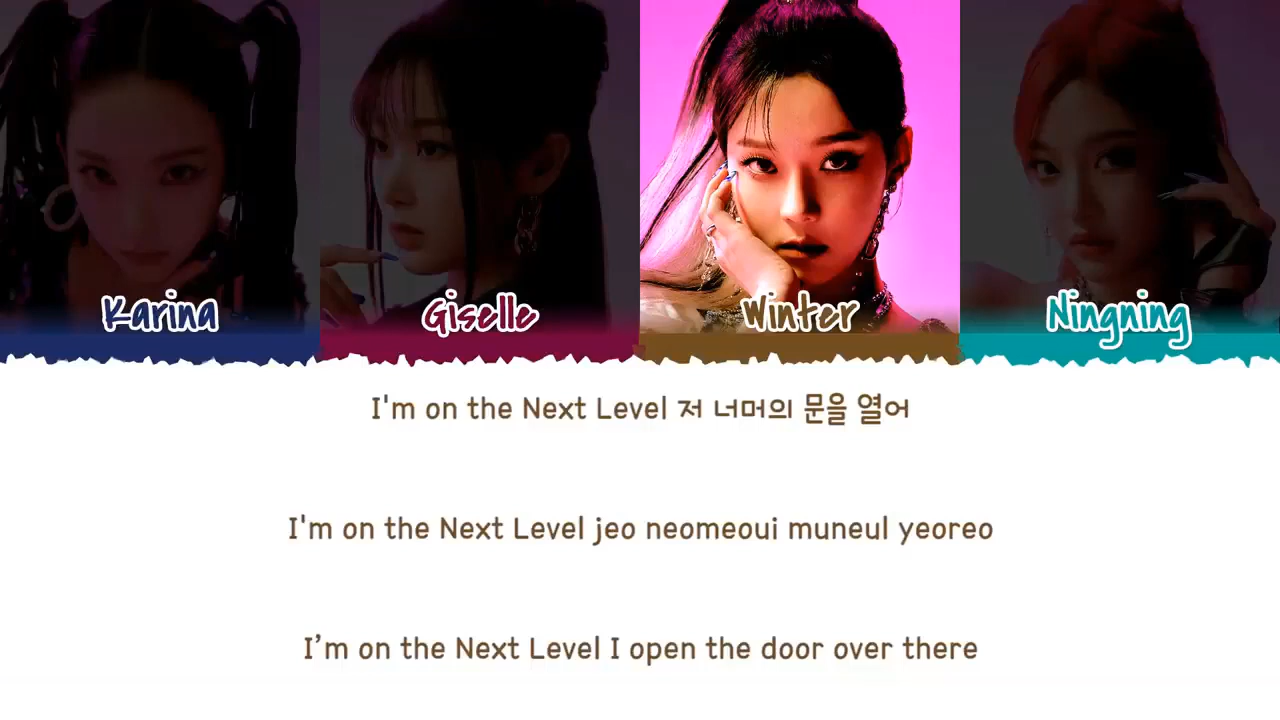 Karina
Giselle
Winter
Ningning
I'm on the Next Level 저 너머의 문을 열어
I'm on the Next Level jeo neomeoui muneul yeoreo
I’m on the Next Level I open the door over there